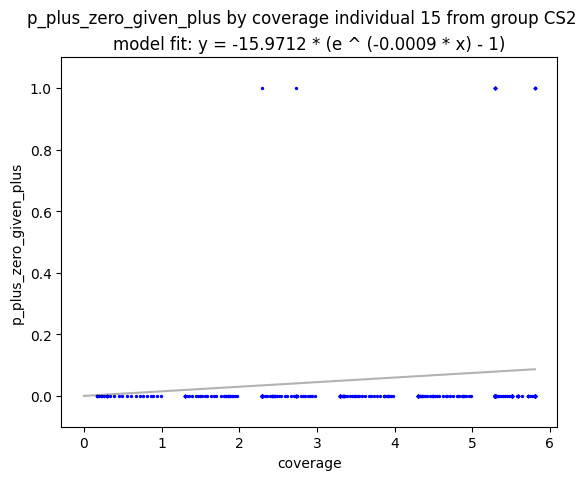 p_plus_zero_given_plus by coverage individual 15 from group CS2
model fit: y = -15.9712 * (e ^ (-0.0009 * x) - 1)
1.0
0.8
0.6
0.4
0.2
0.0
p_plus_zero_given_plus
0 1 2 3 4 5 6
coverage